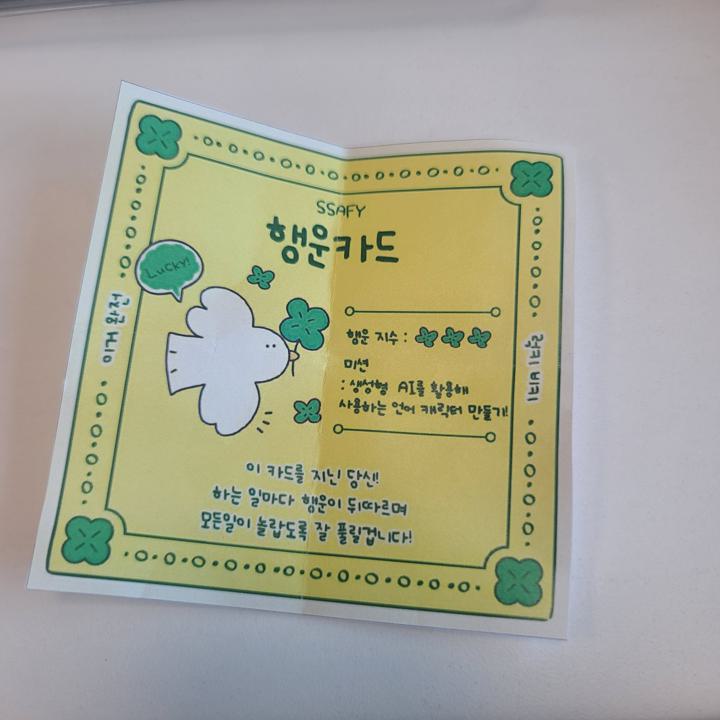 SSAFY
행운카드
LUCKY!
이거 완전
럭키 비키
행운 지수 :
미션
: 생성형 AI를 활용해
사용하는 언어 캐릭터 만들기!
이 카드를 지닌 당신!
하는 일마다 행운이 뒤따르며
모든일이 놀랍도록 잘 풀릴겁니다!